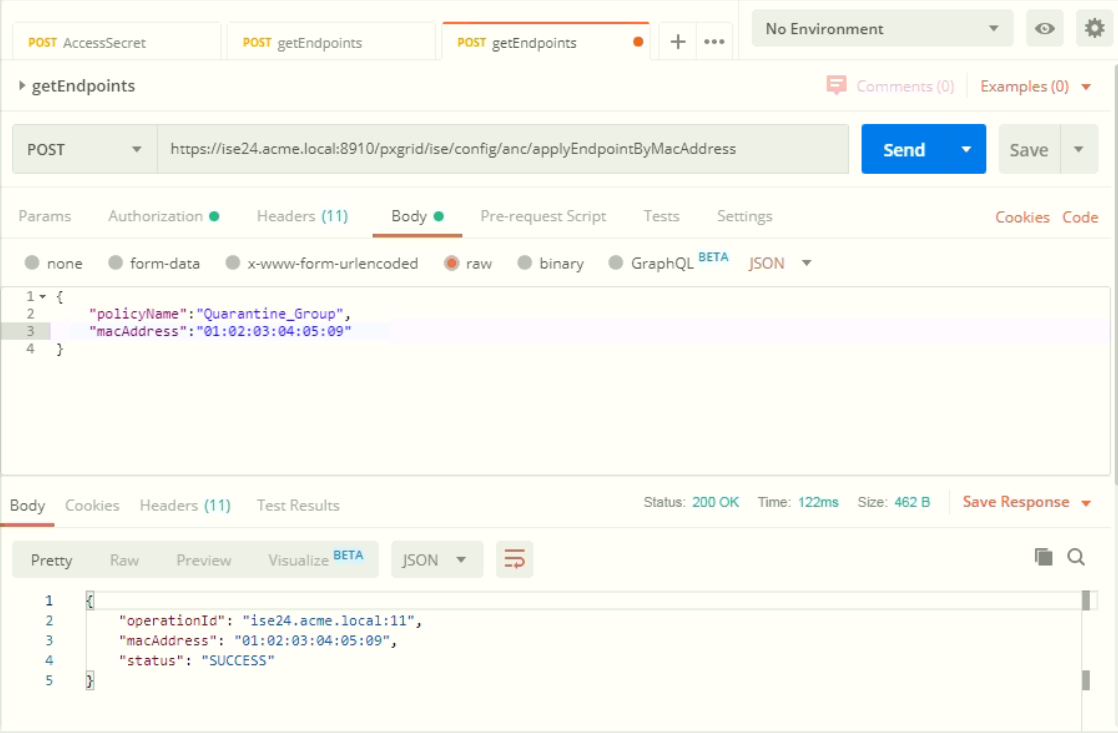 POST AccessSecret POST getEndpoints POST getEndpoints + ••• No Environment
getEndpoints Comments (0) Examples (0)
POST https://ise24.acme.local:8910/pxgrid/ise/config/anc/applyEndpointByMacAddress Send Save
Params Authorization Headers (11) Body Pre-request Script Tests Settings Cookies Code
none form-data x-www-form-urlencoded raw binary GraphQL BETA JSON
1 {
2 "policyName":"Quarantine_Group",
3 "macAddress":"01:02:03:04:05:09"
4 }
Body Cookies Headers (11) Test Results Status: 200 OK Time: 122ms Size: 462 B Save Response
Pretty Raw Preview Visualize BETA JSON
1 {
2 "operationId": "ise24.acme.local:11",
3 "macAddress": "01:02:03:04:05:09",
4 "status": "SUCCESS"
5 }